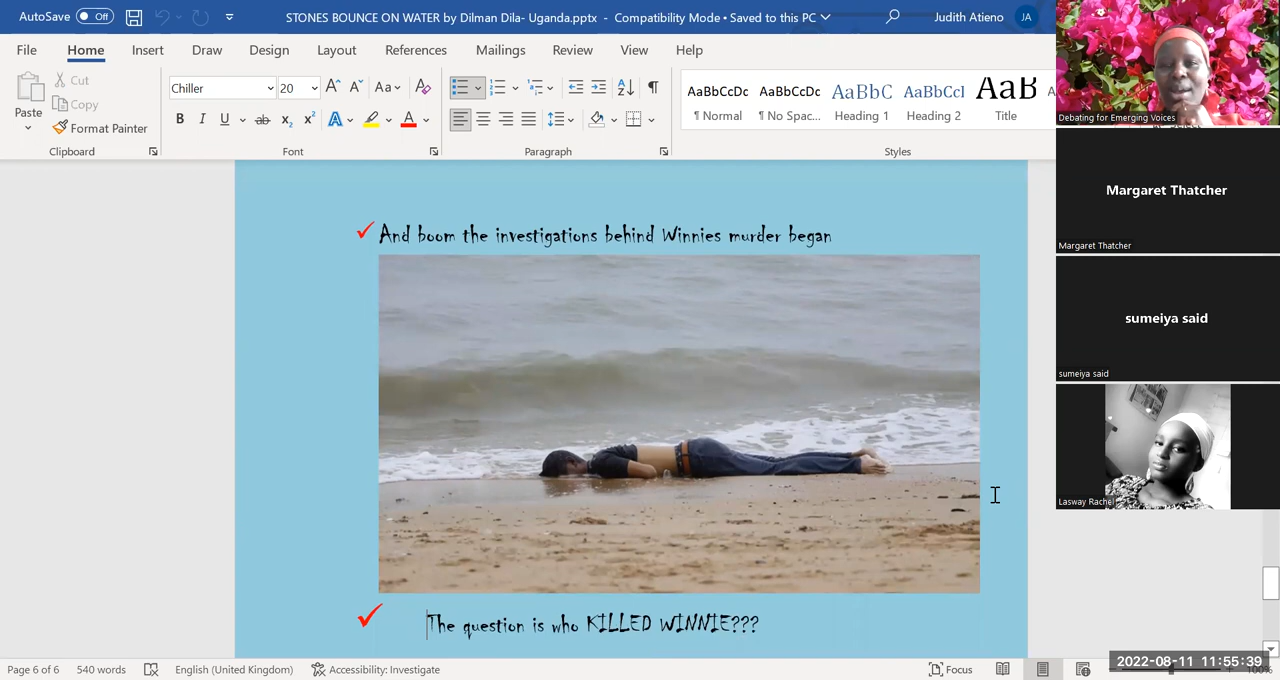 AutoSave Off STONES BOUNCE ON WATER by Dilman Dila- Uganda.pptx - Compatibility Mode • Saved to this PC Judith Atieno JA
File Home Insert Draw Design Layout References Mailings Review View Help
Cut
Copy
Format Painter
Paste
Clipboard
Chiller 20 Aa
B I U ab x2 x2 A A
Font
Paragraph
AaBbCcDc AaBbCcDc AaBbC AaBbCcl AaB
¶ Normal ¶ No Spac... Heading 1 Heading 2 Title
Styles
And boom the investigations behind Winnies murder began
The question is who KILLED WINNIE???
Debating for Emerging Voices
Margaret Thatcher
Margaret Thatcher
sumeiya said
sumeiya said
Lasway Rachel
Page 6 of 6 540 words English (United Kingdom) Accessibility: Investigate Focus
2022-08-11 11:55:39